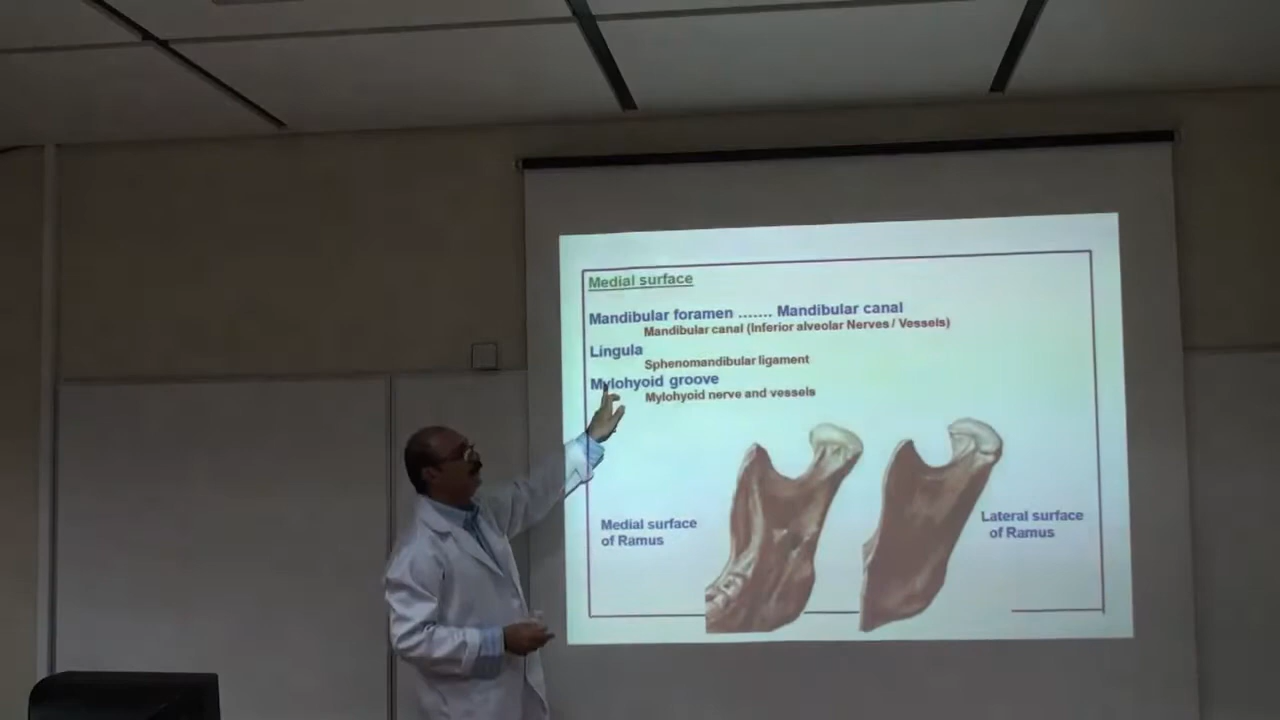 Medial surface
Mandibular foramen ....... Mandibular canal
Mandibular canal (Inferior alveolar Nerves / Vessels)
Lingula
Sphenomandibular ligament
Mylohyoid groove
Mylohyoid nerve and vessels
Medial surface
of Ramus
Lateral surface
of Ramus